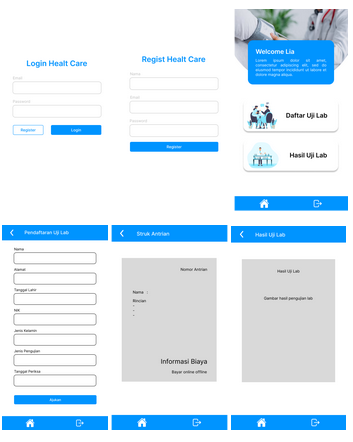 Login Healt Care
Email
Password
Register
Login
Regist Healt Care
Name
Email
Password
Register
Welcome Lia
Lorem ipsum dolor sit amet,
consectetur adipiscing elit, sed do
eiusmod tempor incididunt ut labore et
dolore magna aliqua.
Daftar Uji Lab
Hasil Uji Lab
Pendaftaran Uji Lab
Nama
Alamat
Tanggal Lahir
NIK
Jenis Kelamin
Jenis Pengujian
Tanggal Periksa
Struk Antrian
Nomor Antrian
Nama :
Rincian
-
-
-
Informasi Biaya
Bayar online offline
Hasil Uji Lab
Hasil Uji Lab
Gambar hasil pengujian lab